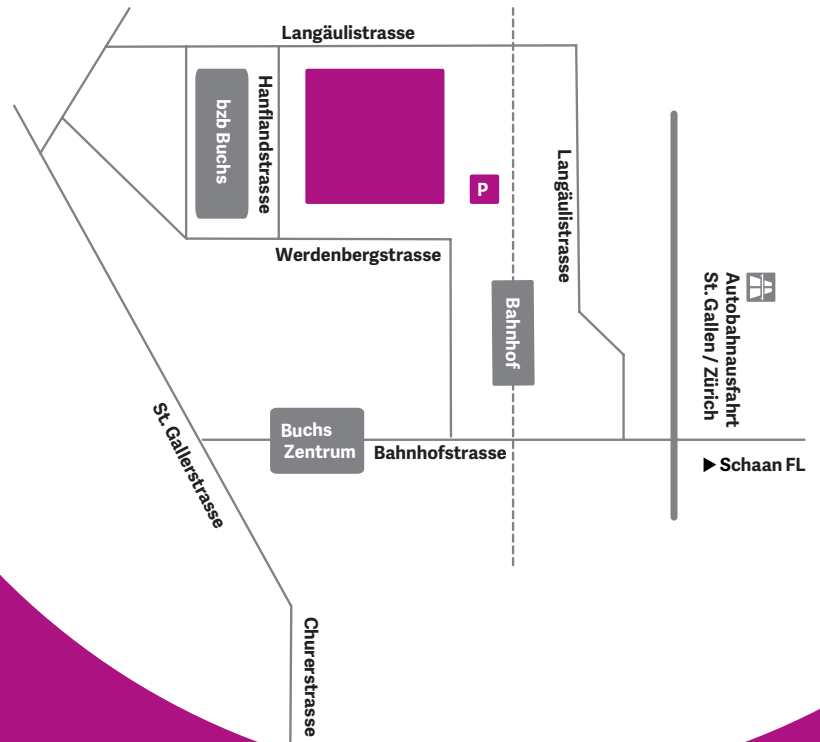 Langäulistrasse
bzb Buchs
Hanflandstrasse
P
Langäulistrasse
Werdenbergstrasse
Bahnhof
Autobahnausfahrt
St. Gallen / Zürich
St. Gallerstrasse
Buchs
Zentrum
Bahnhofstrasse
▶ Schaan FL
Churerstrasse